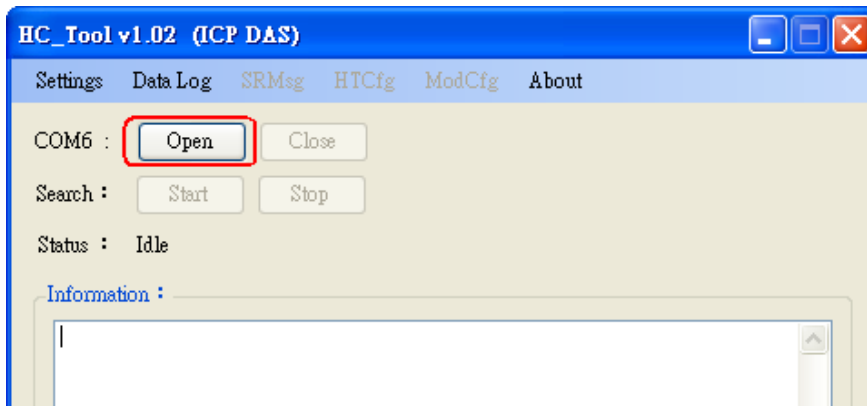 HC_Tool v1.02 (ICP DAS)
Settings Data Log SRMsg HTCfg ModCfg About
COM6 : Open Close
Search： Start Stop
Status ： Idle
Information：